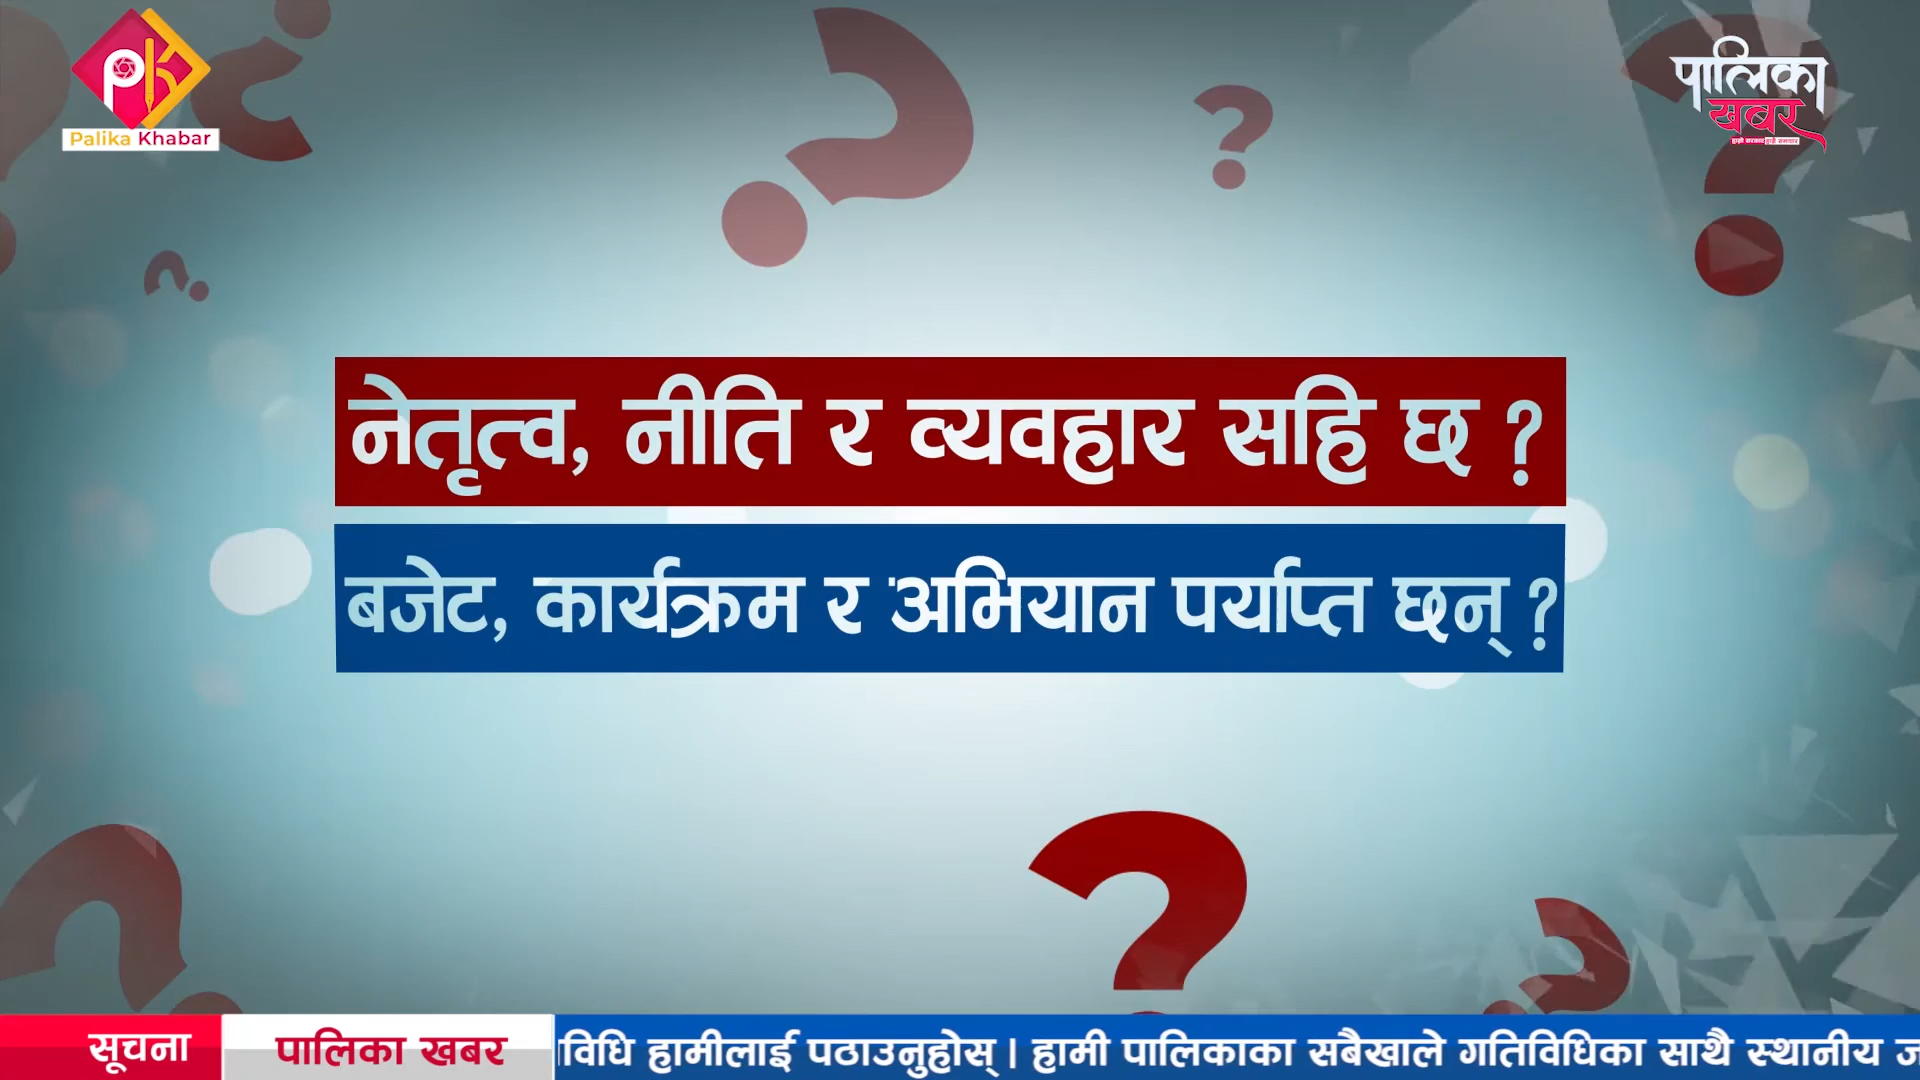 Palika Khabar
पालिका
खबर
नेतृत्व, नीति र व्यवहार सहि छ ?
बजेट, कार्यक्रम र अभियान पर्याप्त छन् ?
सूचना
पालिका खबर
हामीलाई पठाउनुहोस् | हामी पालिकाका सबैखाले गतिविधिका साथै स्थानीय